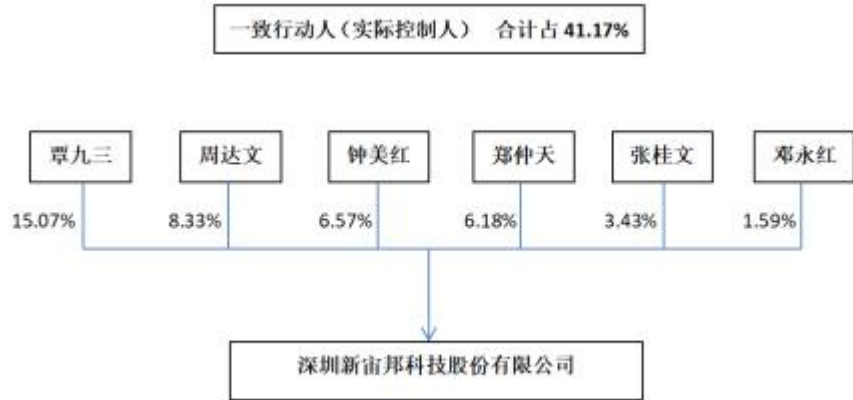 一致行动人（实际控制人） 合计占 41.17%
覃九三 周达文 钟美红 郑仲天 张桂文 邓永红
15.07% 8.33% 6.57% 6.18% 3.43% 1.59%
深圳新宙邦科技股份有限公司